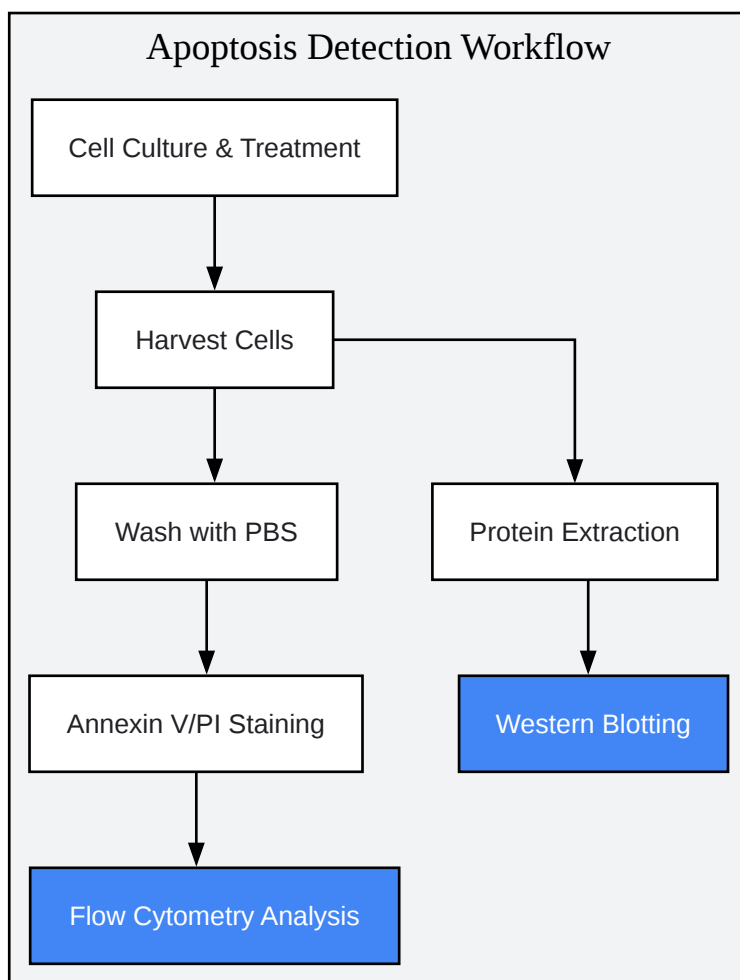 Apoptosis Detection Workflow
Cell Culture & Treatment
Harvest Cells
Wash with PBS
Protein Extraction
Annexin V/PI Staining
Western Blotting
Flow Cytometry Analysis